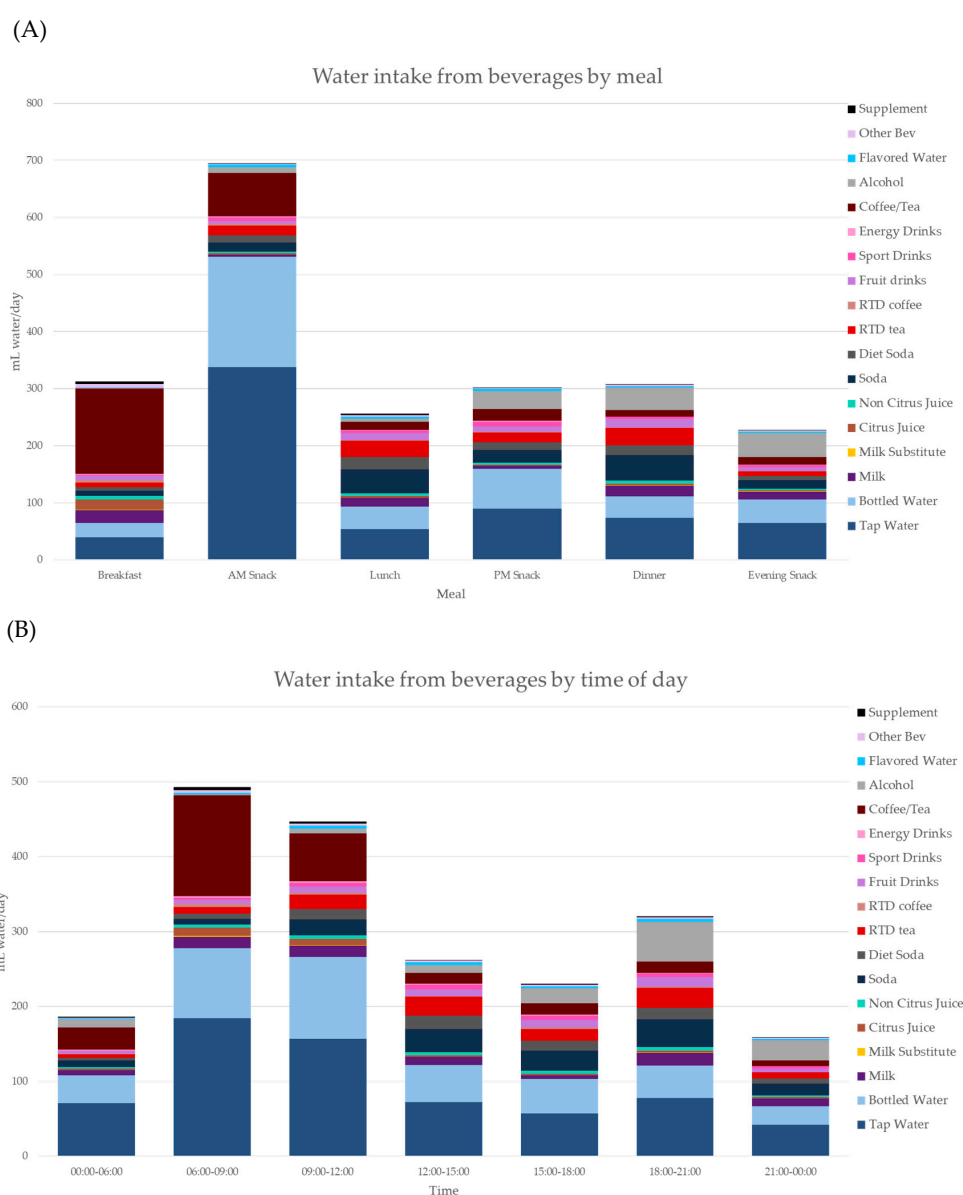 (A)
Water intake from beverages by meal
800
700
600
500
400
300
200
100
0
mL water/day
Breakfast
AM Snack
Lunch
PM Snack
Dinner
Evening Snack
Meal
Supplement
Other Bev
Flavored Water
Alcohol
Coffee/Tea
Energy Drinks
Sport Drinks
Fruit drinks
RTD coffee
RTD tea
Diet Soda
Soda
Non Citrus Juice
Citrus Juice
Milk Substitute
Milk
Bottled Water
Tap Water
(B)
Water intake from beverages by time of day
600
500
400
300
200
100
0
mL water/day
00:00-06:00
06:00-09:00
09:00-12:00
12:00-15:00
15:00-18:00
18:00-21:00
21:00-00:00
Time
Supplement
Other Bev
Flavored Water
Alcohol
Coffee/Tea
Energy Drinks
Sport Drinks
Fruit Drinks
RTD coffee
RTD tea
Diet Soda
Soda
Non Citrus Juice
Citrus Juice
Milk Substitute
Milk
Bottled Water
Tap Water